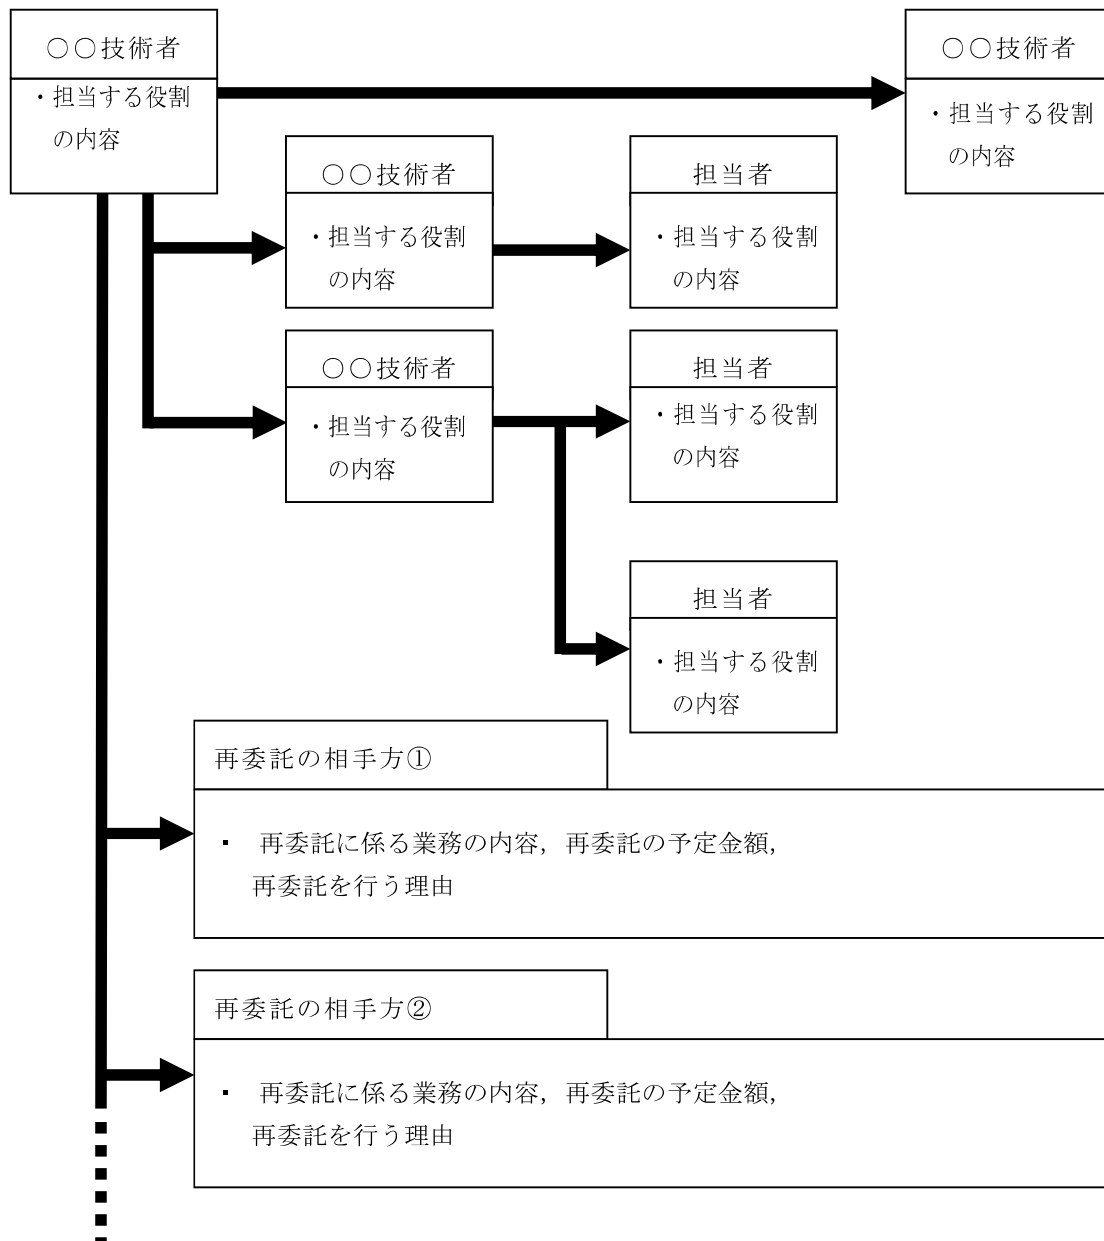 〇〇技術者
・担当する役割
の内容
〇〇技術者
・担当する役割
の内容
〇〇技術者
・担当する役割
の内容
担当者
・担当する役割
の内容
〇〇技術者
・担当する役割
の内容
担当者
・担当する役割
の内容
担当者
・担当する役割
の内容
再委託の相手方①
・ 再委託に係る業務の内容，再委託の予定金額，
再委託を行う理由
再委託の相手方②
・ 再委託に係る業務の内容，再委託の予定金額，
再委託を行う理由